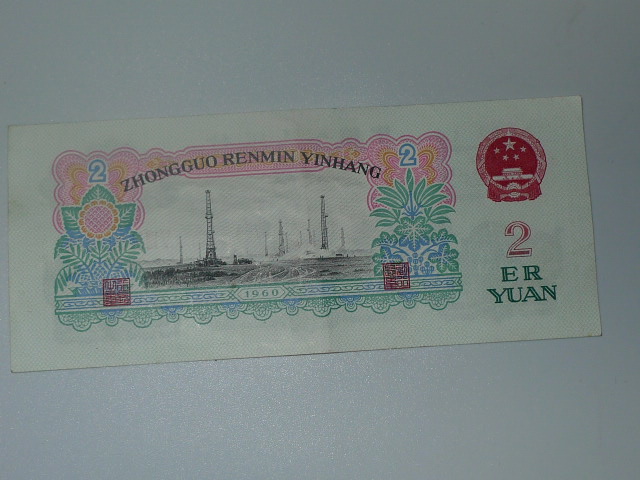 2
2
ZHONGGUO RENMIN YINHANG
1960
2
ER
YUAN